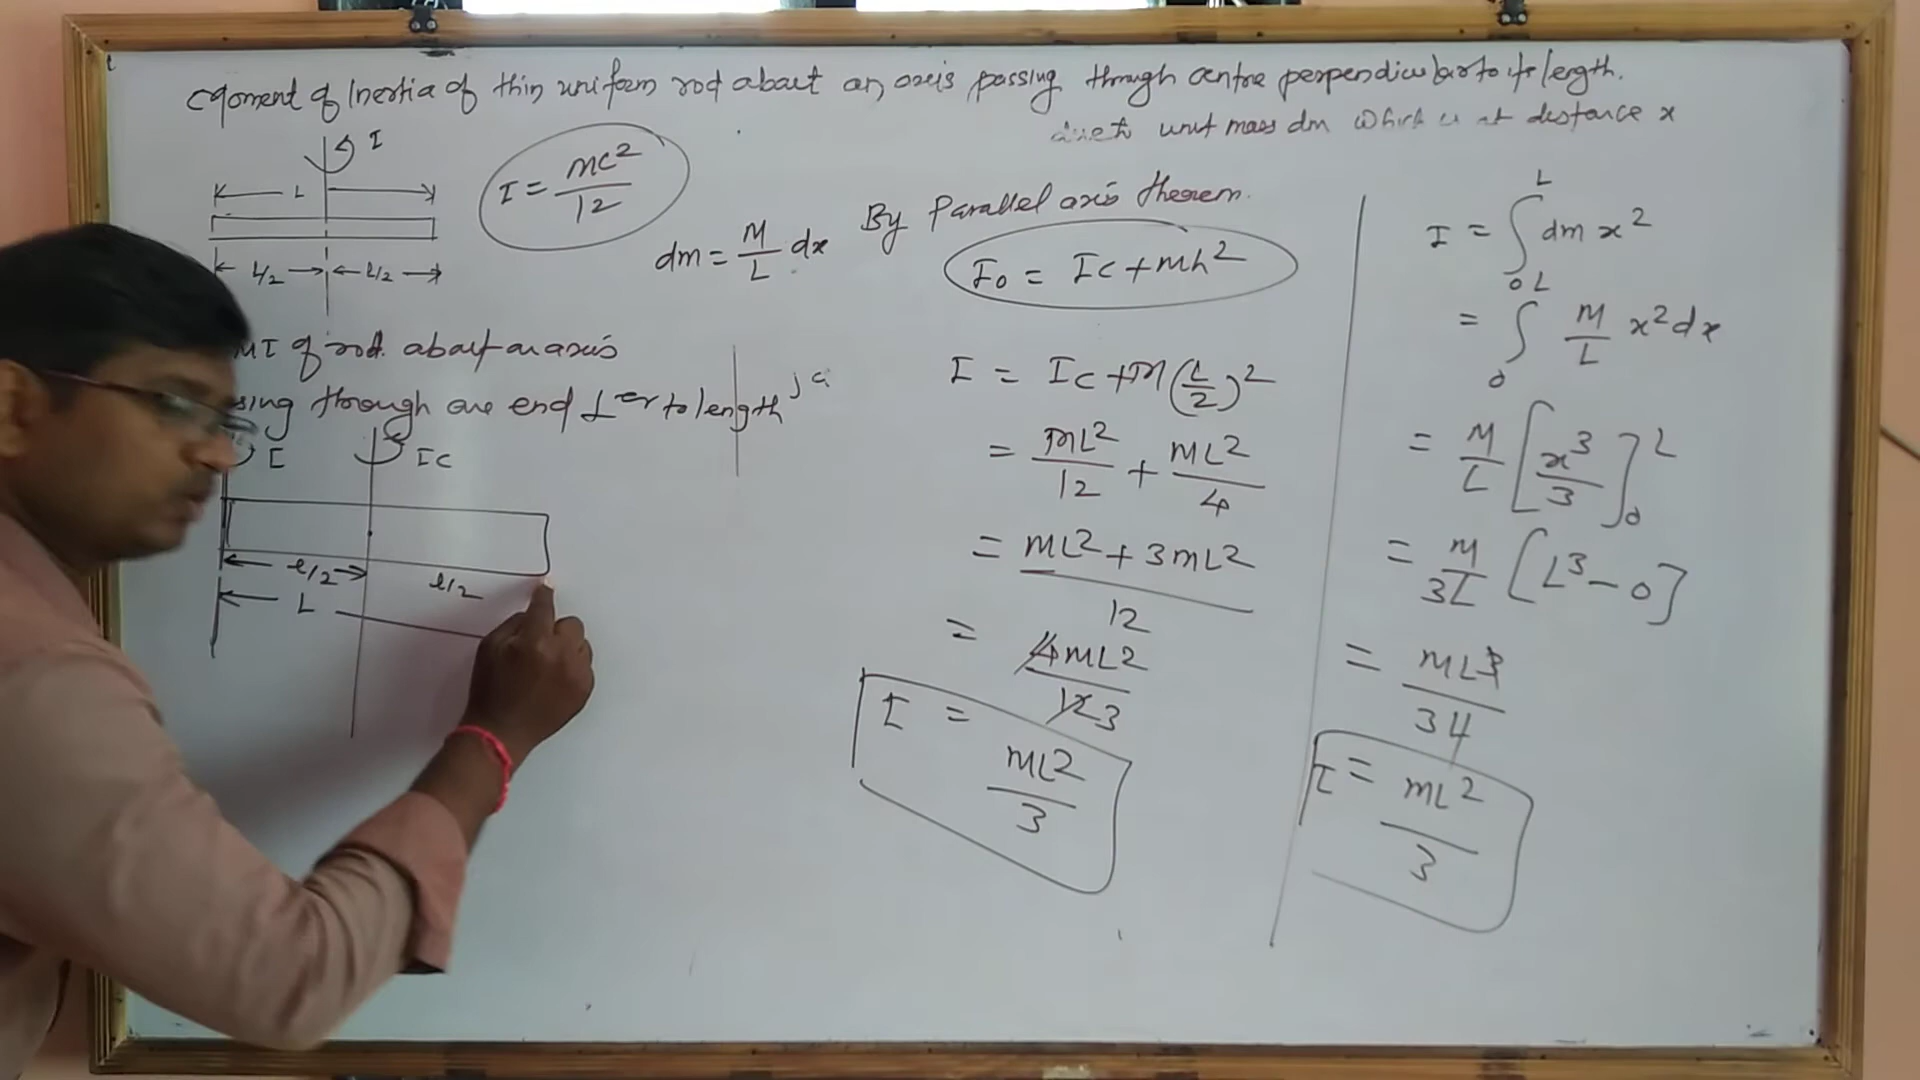 Moment of Inertia of thin uniform rod about an axis passing through centre perpendicular to its length.
due to unit mass dm which is at distance x
I
L
L/2
L/2
I = mL²/12
dm = M/L dx
MI of rod about an axis
through one end ⊥er to length
I
IC
l/2
l/2
L
By Parallel axis theorem.
I₀ = IC + mh²
I = IC + M(L/2)²
= mL²/12 + mL²/4
= mL² + 3mL² / 12
= 4mL² / 12 3
I = mL²/3
I = ∫₀ᴸ dm x²
= ∫₀ᴸ M/L x² dx
= M/L [x³/3]₀ᴸ
= M/3L [L³ - 0]
= mL³/3L
I = mL²/3